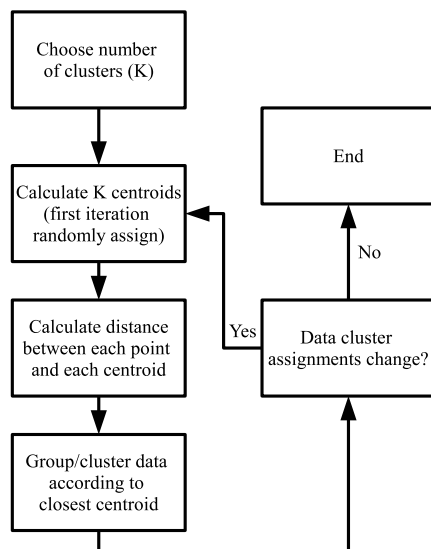 Choose number
of clusters (K)
Calculate K centroids
(first iteration
randomly assign)
Calculate distance
between each point
and each centroid
Group/cluster data
according to
closest centroid
Data cluster
assignments change?
Yes
No
End